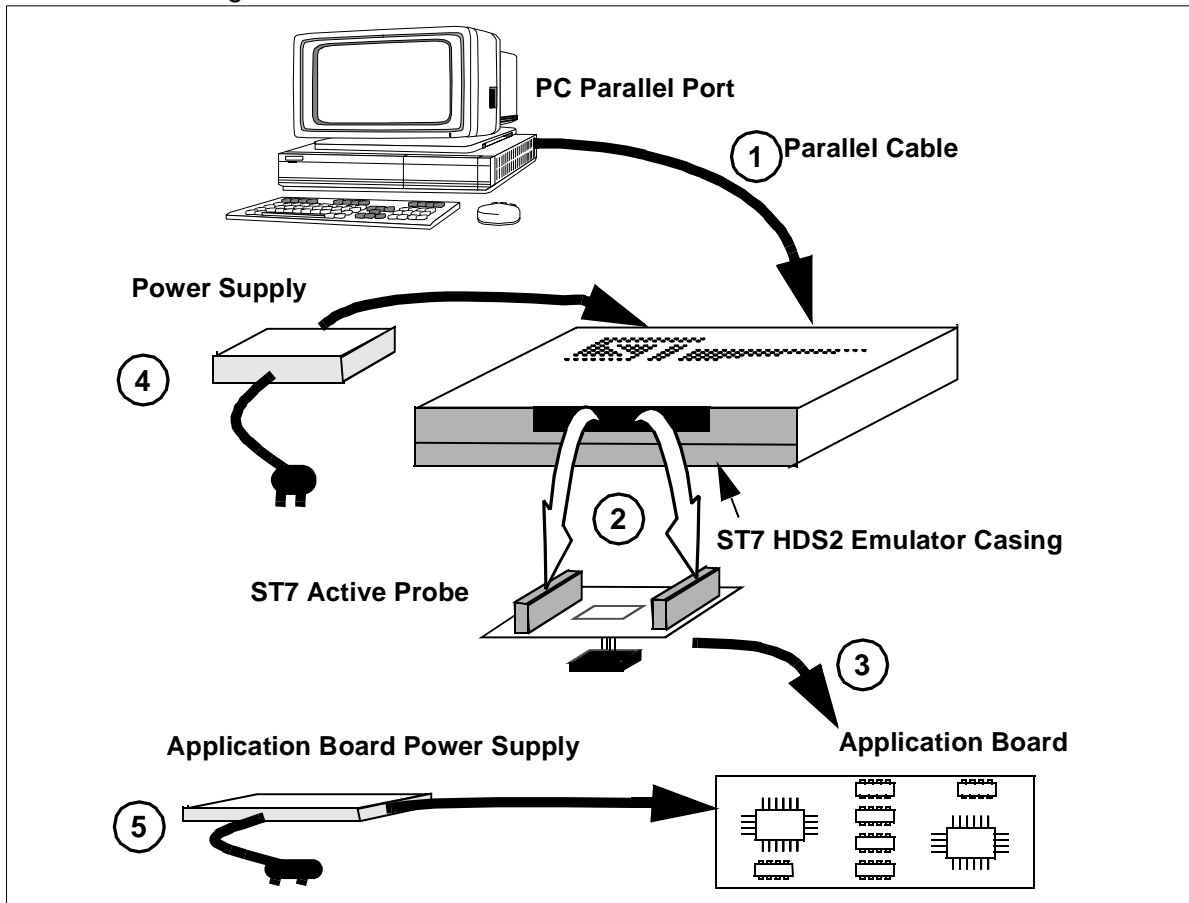 PC Parallel Port
1
Parallel Cable
Power Supply
4
2
ST7 HDS2 Emulator Casing
ST7 Active Probe
3
Application Board Power Supply
Application Board
5